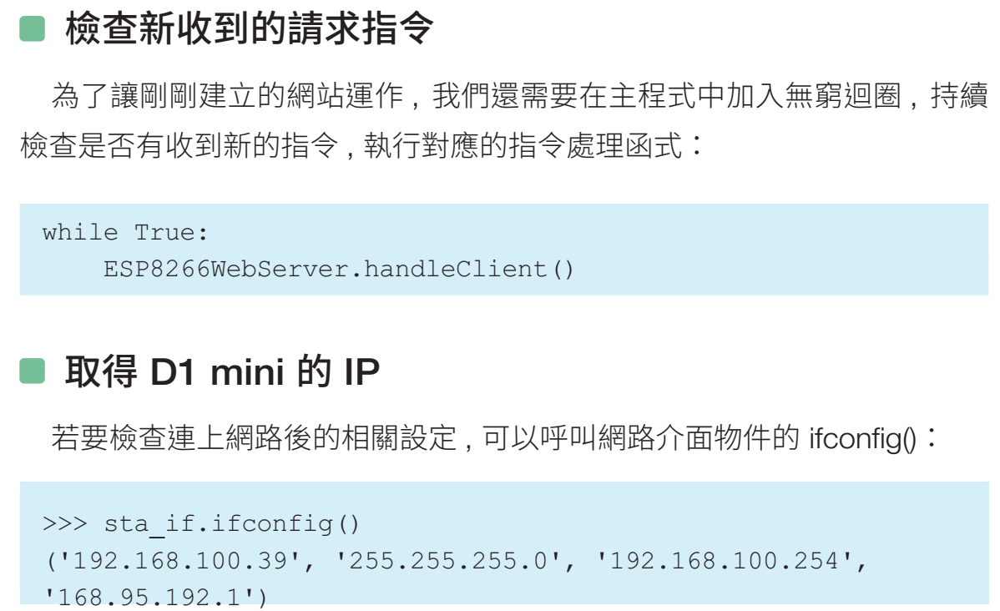 檢查新收到的請求指令
為了讓剛剛建立的網站運作 , 我們還需要在主程式中加入無窮迴圈 , 持續
檢查是否有收到新的指令 , 執行對應的指令處理函式：
while True:
    ESP8266WebServer.handleClient()
取得 D1 mini 的 IP
若要檢查連上網路後的相關設定 , 可以呼叫網路介面物件的 ifconfig()：
>>> sta_if.ifconfig()
('192.168.100.39', '255.255.255.0', '192.168.100.254',
'168.95.192.1')